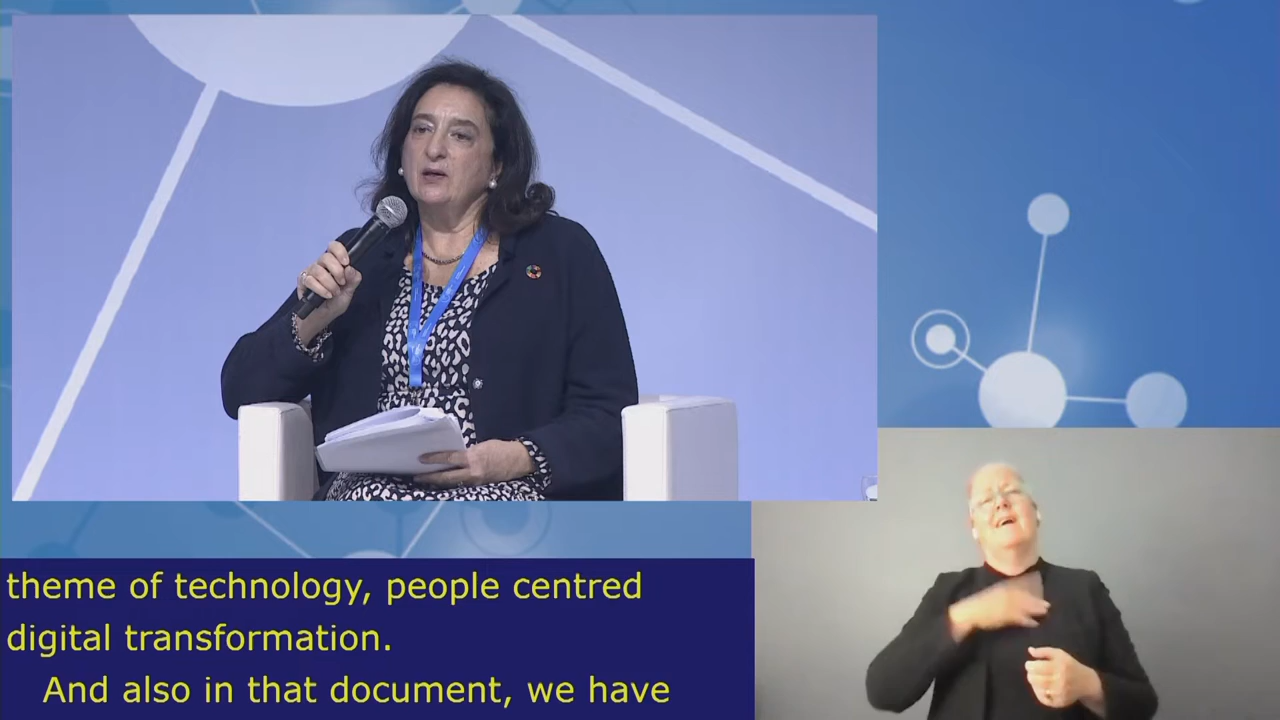 theme of technology, people centred
digital transformation.
And also in that document, we have